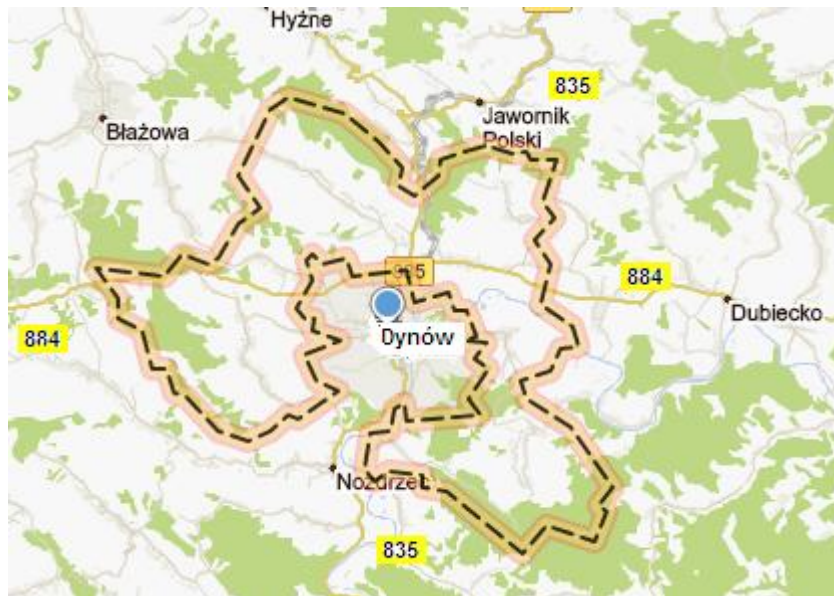 Hyżne
835
Jawornik
Polski
Błażowa
835
884
Dubiecko
Dynów
884
Nozdrzec
835